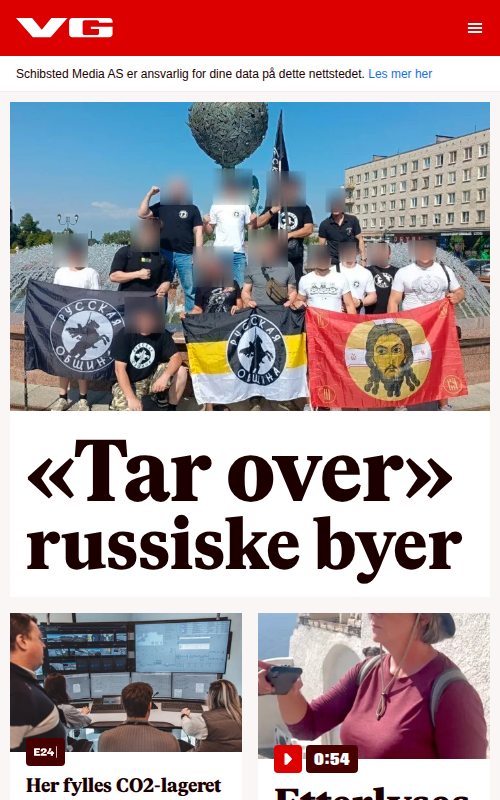 VG
Schibsted Media AS er ansvarlig for dine data på dette nettstedet. Les mer her
РУССКАЯ
ОБЩИНА
РУССКАЯ
ОБЩИНА
«Tar over»
russiske byer
E24
0:54
Her fylles CO2-lageret
Etterlyses